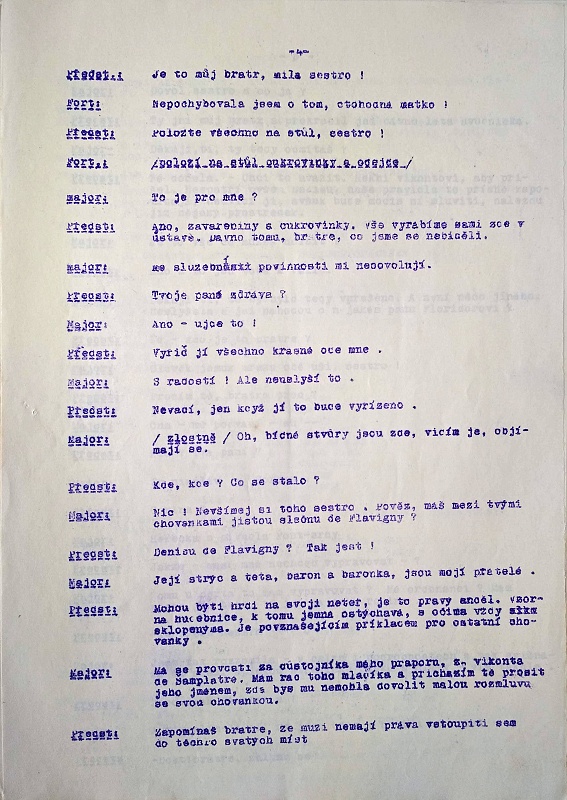 -4-
Předst.: Je to můj bratr, milá sestro !
Fort: Nepochybovala jsem o tom, ctohodná matko !
Předst: Položte všechno na stůl, sestro !
Fort.: /položí na stůl cukrovinky a odejde/
major: To je pro mne ?
Předst: Ano, zavařeniny a cukrovinky. Vše vyrábíme sami zde v
ústavě. Dávno tomu, bratře, co jsme se neviděli.
major: Mé služební povinnosti mi nedovolují.
Předst: Tvoje paní zdráva ?
Major: Ano - ujde to !
Předst: Vyřiď jí všechno krásné ode mne .
Major: S radostí ! Ale neuslyší to .
Předst: Nevadí, jen když jí to bude vyřízeno .
Major: / zlostně / Oh, bídné stvůry jsou zde, vidím je, objí-
mají se.
Předst: Kde, kde ? Co se stalo ?
Major: Nic ! Nevšímej si toho sestro . Pověz, máš mezi tvými
chovankami jistou slečnu de Flavigny ?
Předst: Denisu de Flavigny ? Tak jest !
Major: Její strýc a teta, baron a baronka, jsou mojí přátelé .
Předst: Mohou býti hrdi na svoji neteř, je to pravý anděl. Vzor-
ná hudebnice, k tomu jemná ostýchavá, s očima vždy
sklopenýma. Je povznášejícím příkladem pro ostatní cho-
vanky .
Major: Má se provdati za důstojníka mého praporu, z. vikonta
de Samplatre. Mám rád toho mladíka a přicházím tě prosit
jeho jménem, zda bys mu nemohla dovolit malou rozmluvu
se svou chovankou.
Předst: Zapomínáš bratře, že muži nemají práva vstoupiti sem
do těchto svatých míst